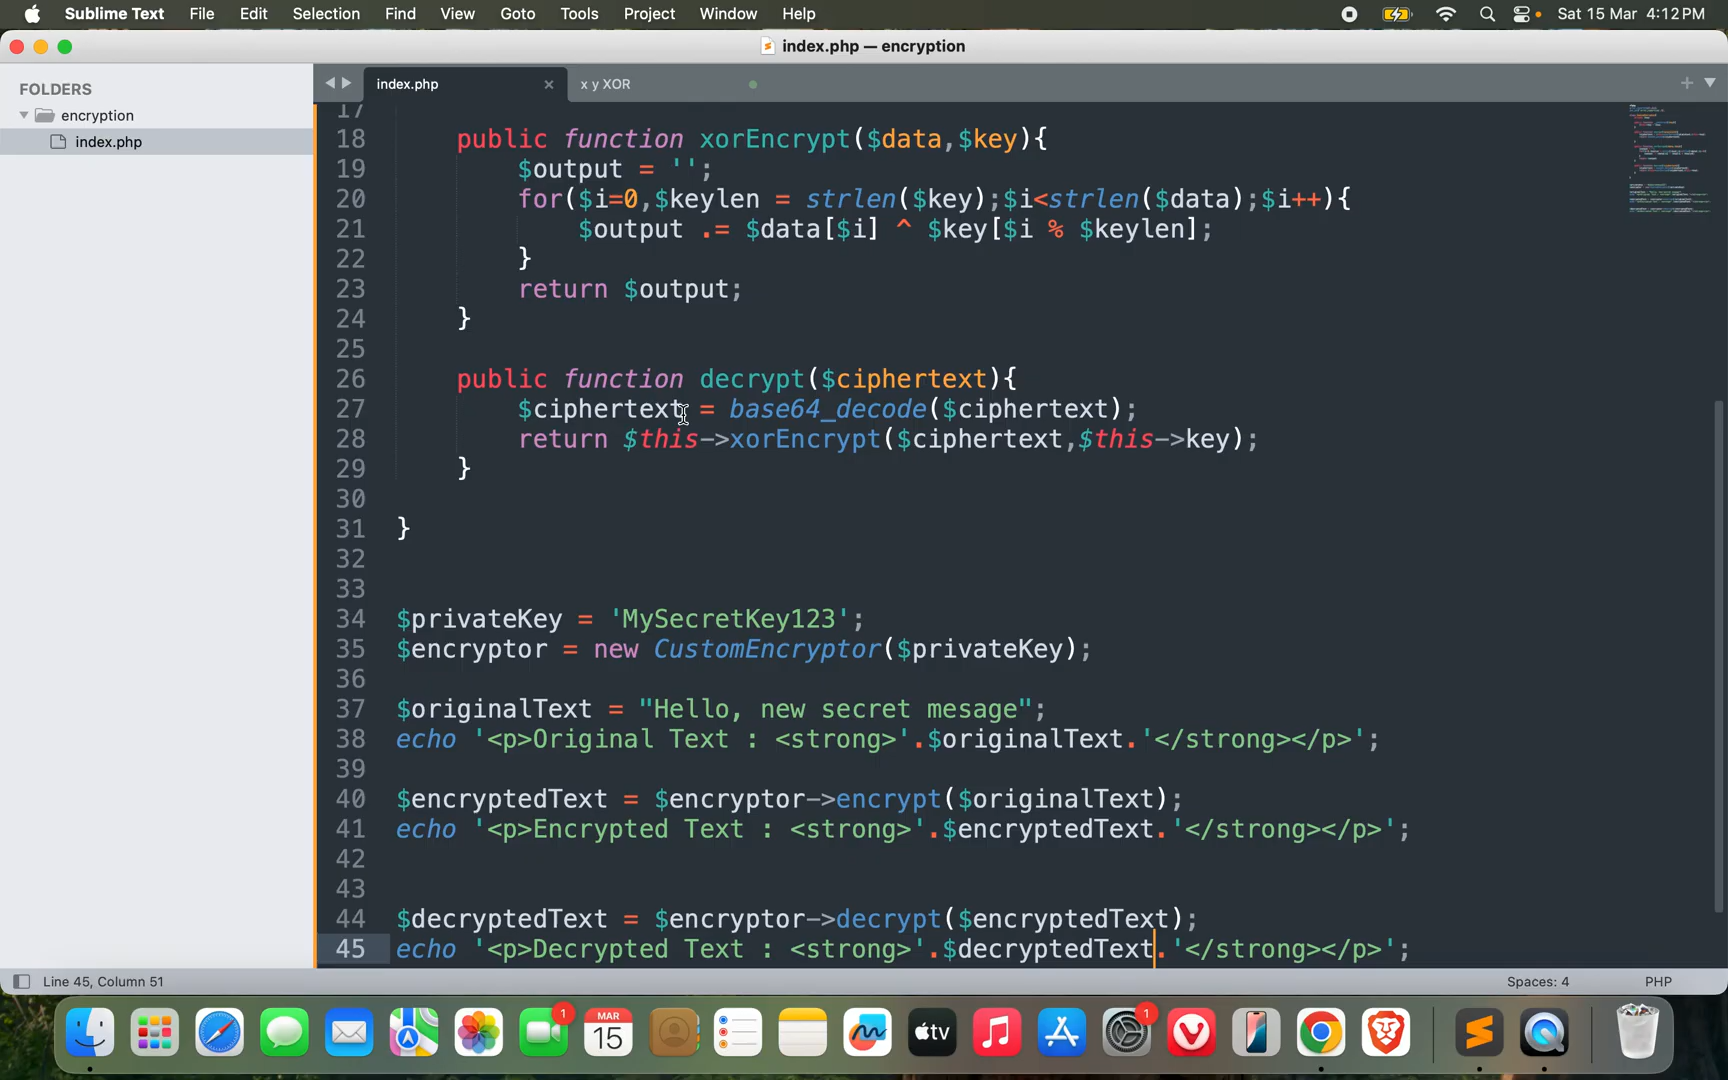 Sublime Text File Edit Selection Find View Goto Tools Project Window Help Sat 15 Mar 4:12 PM
index.php — encryption
FOLDERS
encryption
index.php
index.php x y XOR
17
18 public function xorEncrypt($data,$key){
19 $output = '';
20 for($i=0,$keylen = strlen($key);$i<strlen($data);$i++){
21 $output .= $data[$i] ^ $key[$i % $keylen];
22 }
23 return $output;
24 }
25
26 public function decrypt($ciphertext){
27 $ciphertext = base64_decode($ciphertext);
28 return $this->xorEncrypt($ciphertext,$this->key);
29 }
30
31 }
32
33
34 $privateKey = 'MySecretKey123';
35 $encryptor = new CustomEncryptor($privateKey);
36
37 $originalText = "Hello, new secret mesage";
38 echo '<p>Original Text : <strong>'.$originalText.'</strong></p>';
39
40 $encryptedText = $encryptor->encrypt($originalText);
41 echo '<p>Encrypted Text : <strong>'.$encryptedText.'</strong></p>';
42
43
44 $decryptedText = $encryptor->decrypt($encryptedText);
45 echo '<p>Decrypted Text : <strong>'.$decryptedText.'</strong></p>';
Line 45, Column 51 Spaces: 4 PHP
1
MAR
15
tv
1